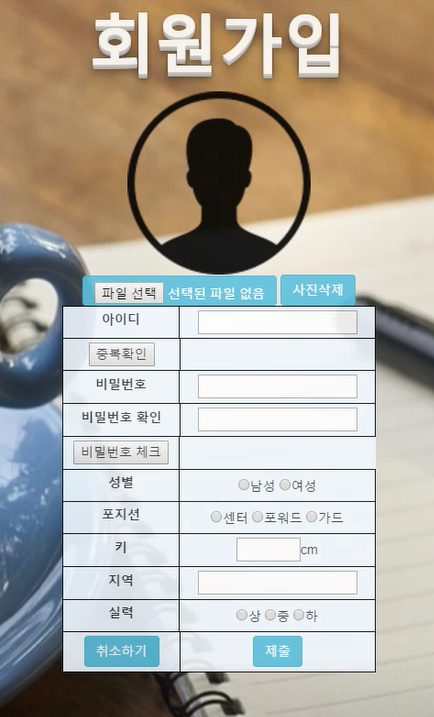 회원가입
파일 선택 선택된 파일 없음 사진삭제
아이디
중복확인
비밀번호
비밀번호 확인
비밀번호 체크
성별 남성 여성
포지션 센터 포워드 가드
키 cm
지역
실력 상 중 하
취소하기 제출